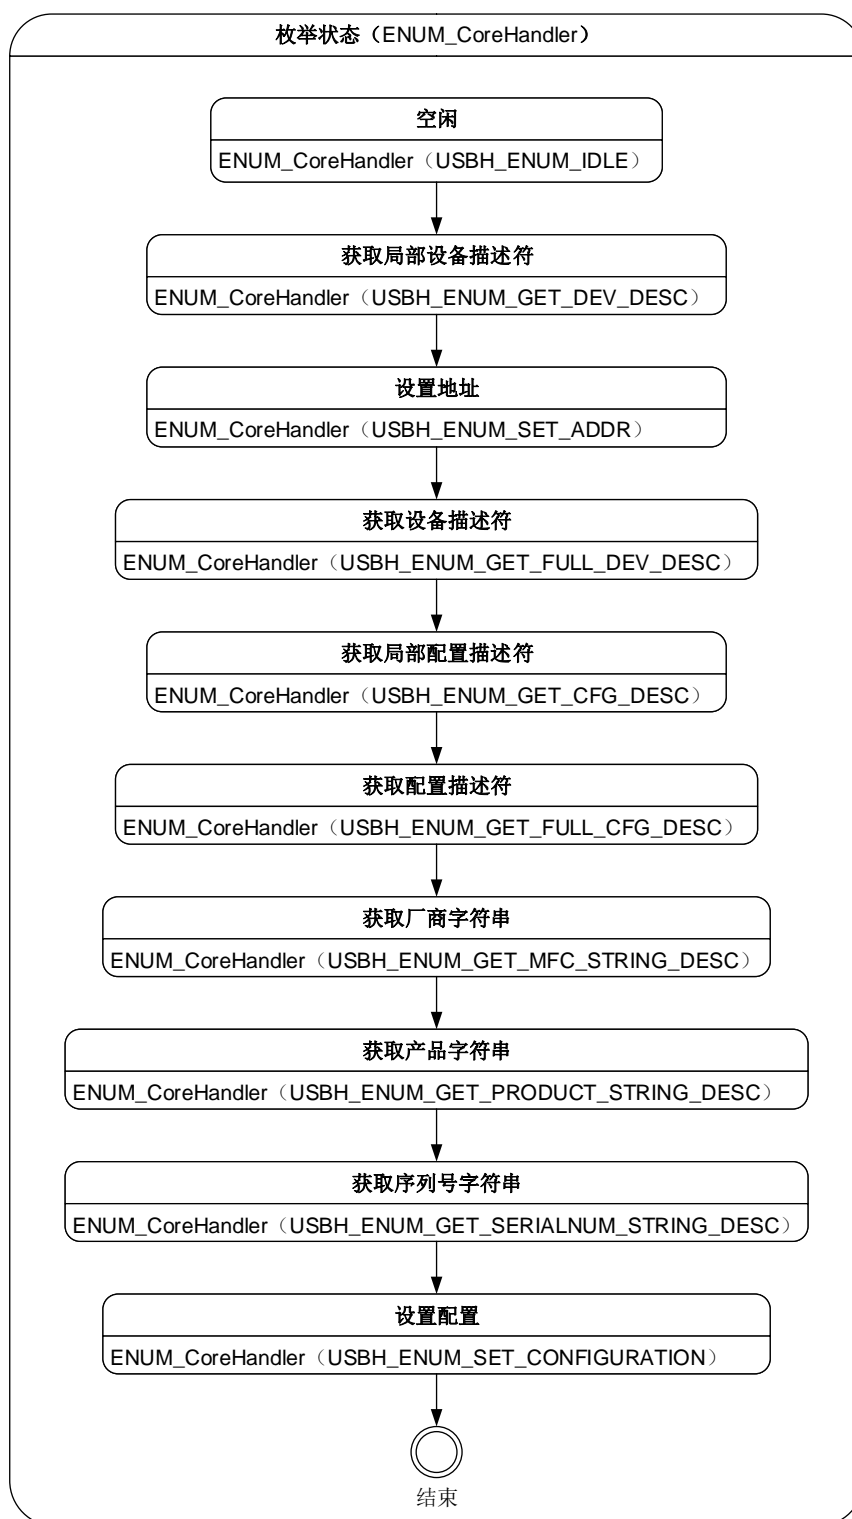 枚举状态（ENUM_CoreHandler）
空闲
ENUM_CoreHandler（USBH_ENUM_IDLE）
获取局部设备描述符
ENUM_CoreHandler（USBH_ENUM_GET_DEV_DESC）
设置地址
ENUM_CoreHandler（USBH_ENUM_SET_ADDR）
获取设备描述符
ENUM_CoreHandler（USBH_ENUM_GET_FULL_DEV_DESC）
获取局部配置描述符
ENUM_CoreHandler（USBH_ENUM_GET_CFG_DESC）
获取配置描述符
ENUM_CoreHandler（USBH_ENUM_GET_FULL_CFG_DESC）
获取厂商字符串
ENUM_CoreHandler（USBH_ENUM_GET_MFC_STRING_DESC）
获取产品字符串
ENUM_CoreHandler（USBH_ENUM_GET_PRODUCT_STRING_DESC）
获取序列号字符串
ENUM_CoreHandler（USBH_ENUM_GET_SERIALNUM_STRING_DESC）
设置配置
ENUM_CoreHandler（USBH_ENUM_SET_CONFIGURATION）
结束